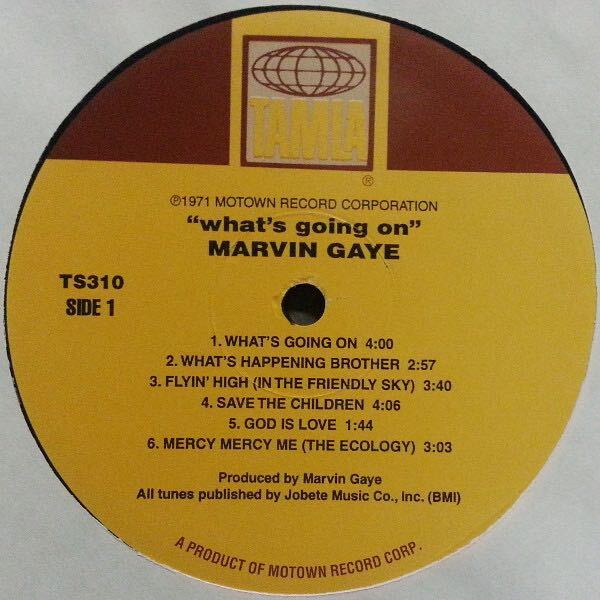 TAMLA
®
℗1971 MOTOWN RECORD CORPORATION
"what's going on"
MARVIN GAYE
TS310
SIDE 1
1. WHAT'S GOING ON 4:00
2. WHAT'S HAPPENING BROTHER 2:57
3. FLYIN' HIGH (IN THE FRIENDLY SKY) 3:40
4. SAVE THE CHILDREN 4:06
5. GOD IS LOVE 1:44
6. MERCY MERCY ME (THE ECOLOGY) 3:03
Produced by Marvin Gaye
All tunes published by Jobete Music Co., Inc. (BMI)
A PRODUCT OF MOTOWN RECORD CORP.